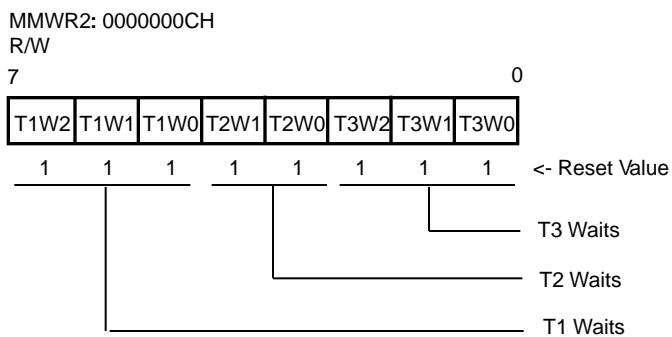 MMWR2: 0000000CH
R/W
7 0
T1W2 T1W1 T1W0 T2W1 T2W0 T3W2 T3W1 T3W0
1 1 1 1 1 1 1 1 <- Reset Value
T3 Waits
T2 Waits
T1 Waits